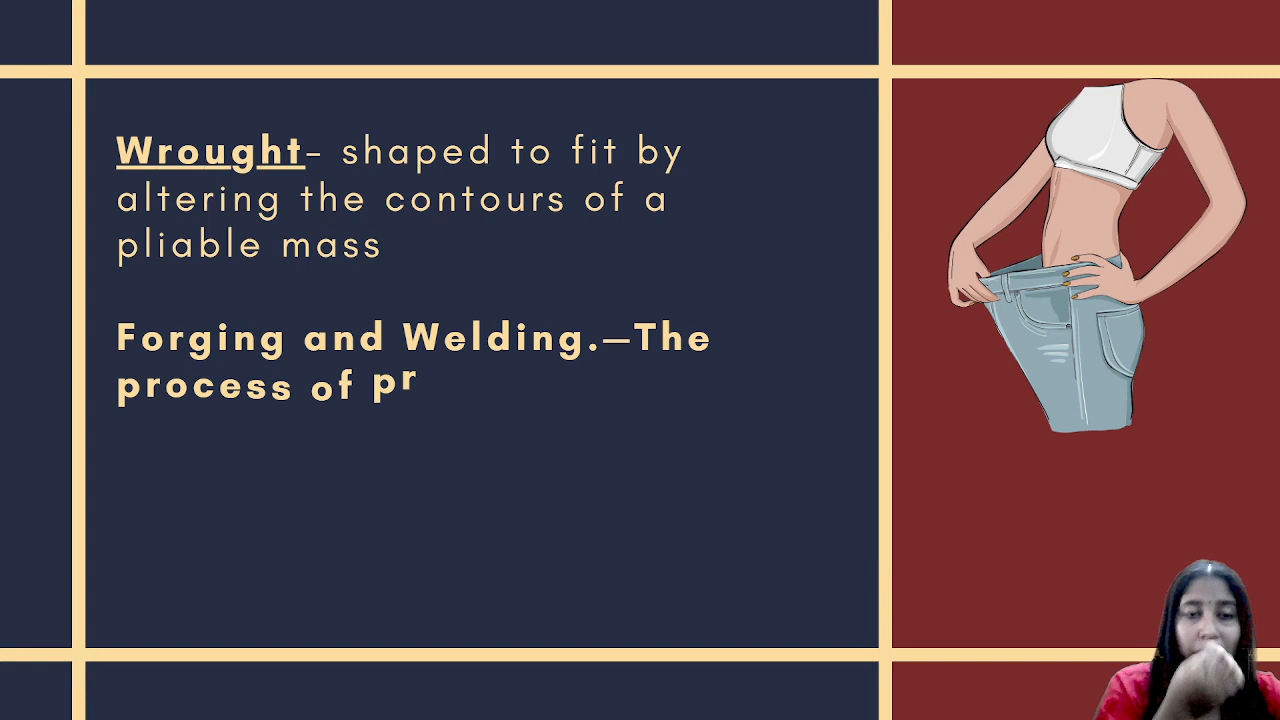 Wrought- shaped to fit by
altering the contours of a
pliable mass
Forging and Welding.—The
process of pr